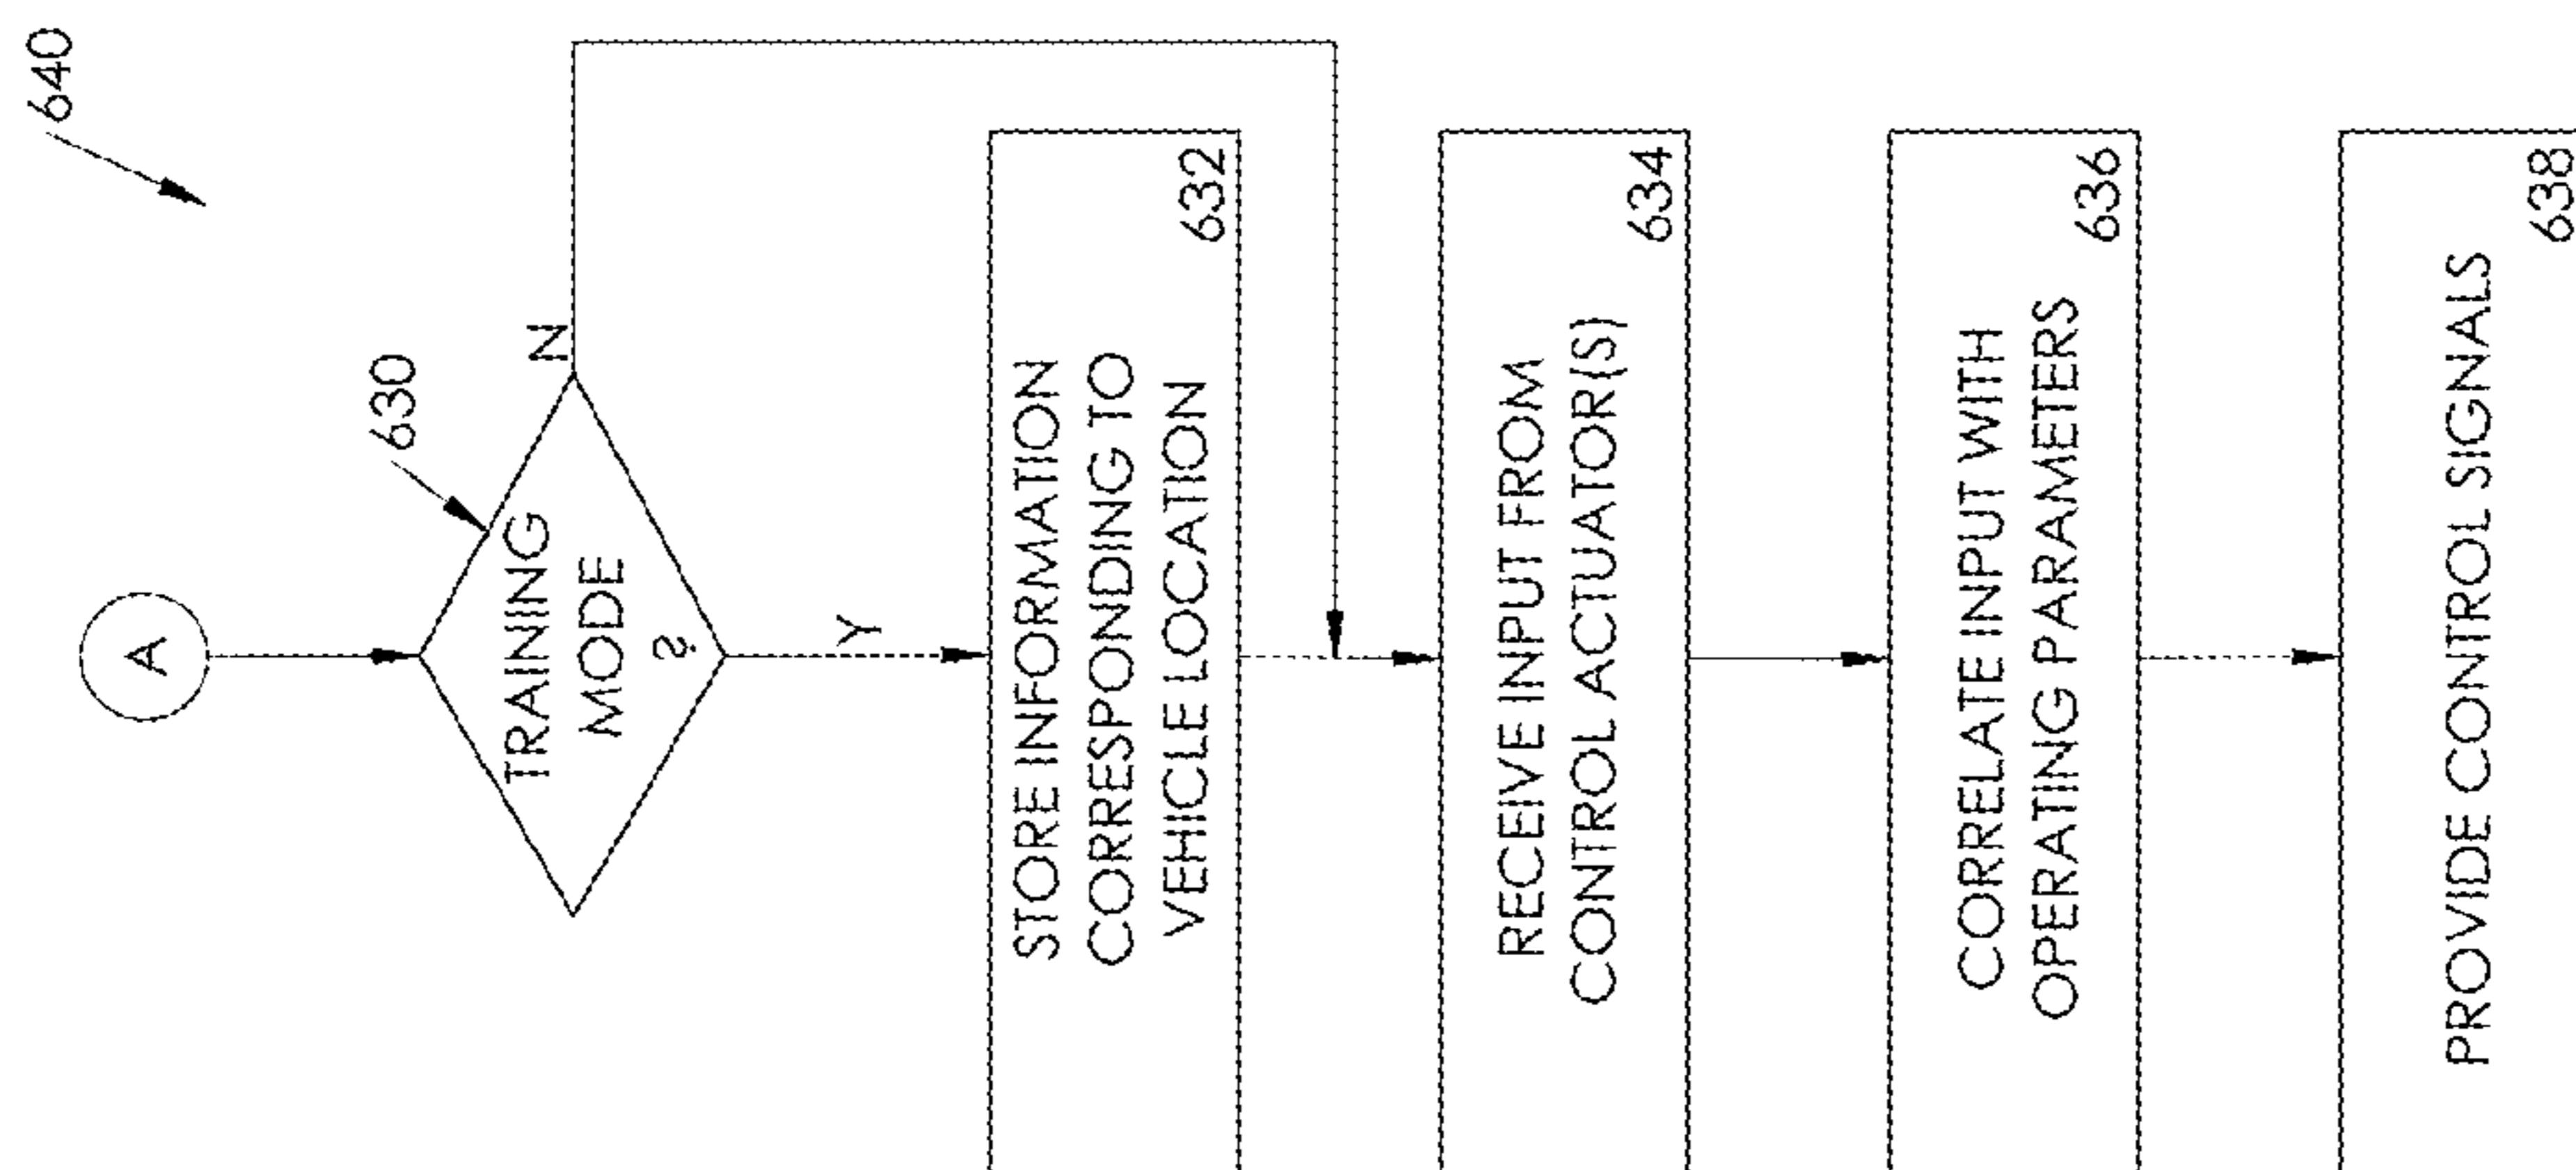 640
A
630
TRAINING
MODE
?
N
Y
STORE INFORMATION
CORRESPONDING TO
VEHICLE LOCATION
632
RECEIVE INPUT FROM
CONTROL ACTUATOR(S)
634
CORRELATE INPUT WITH
OPERATING PARAMETERS
636
PROVIDE CONTROL SIGNALS
638